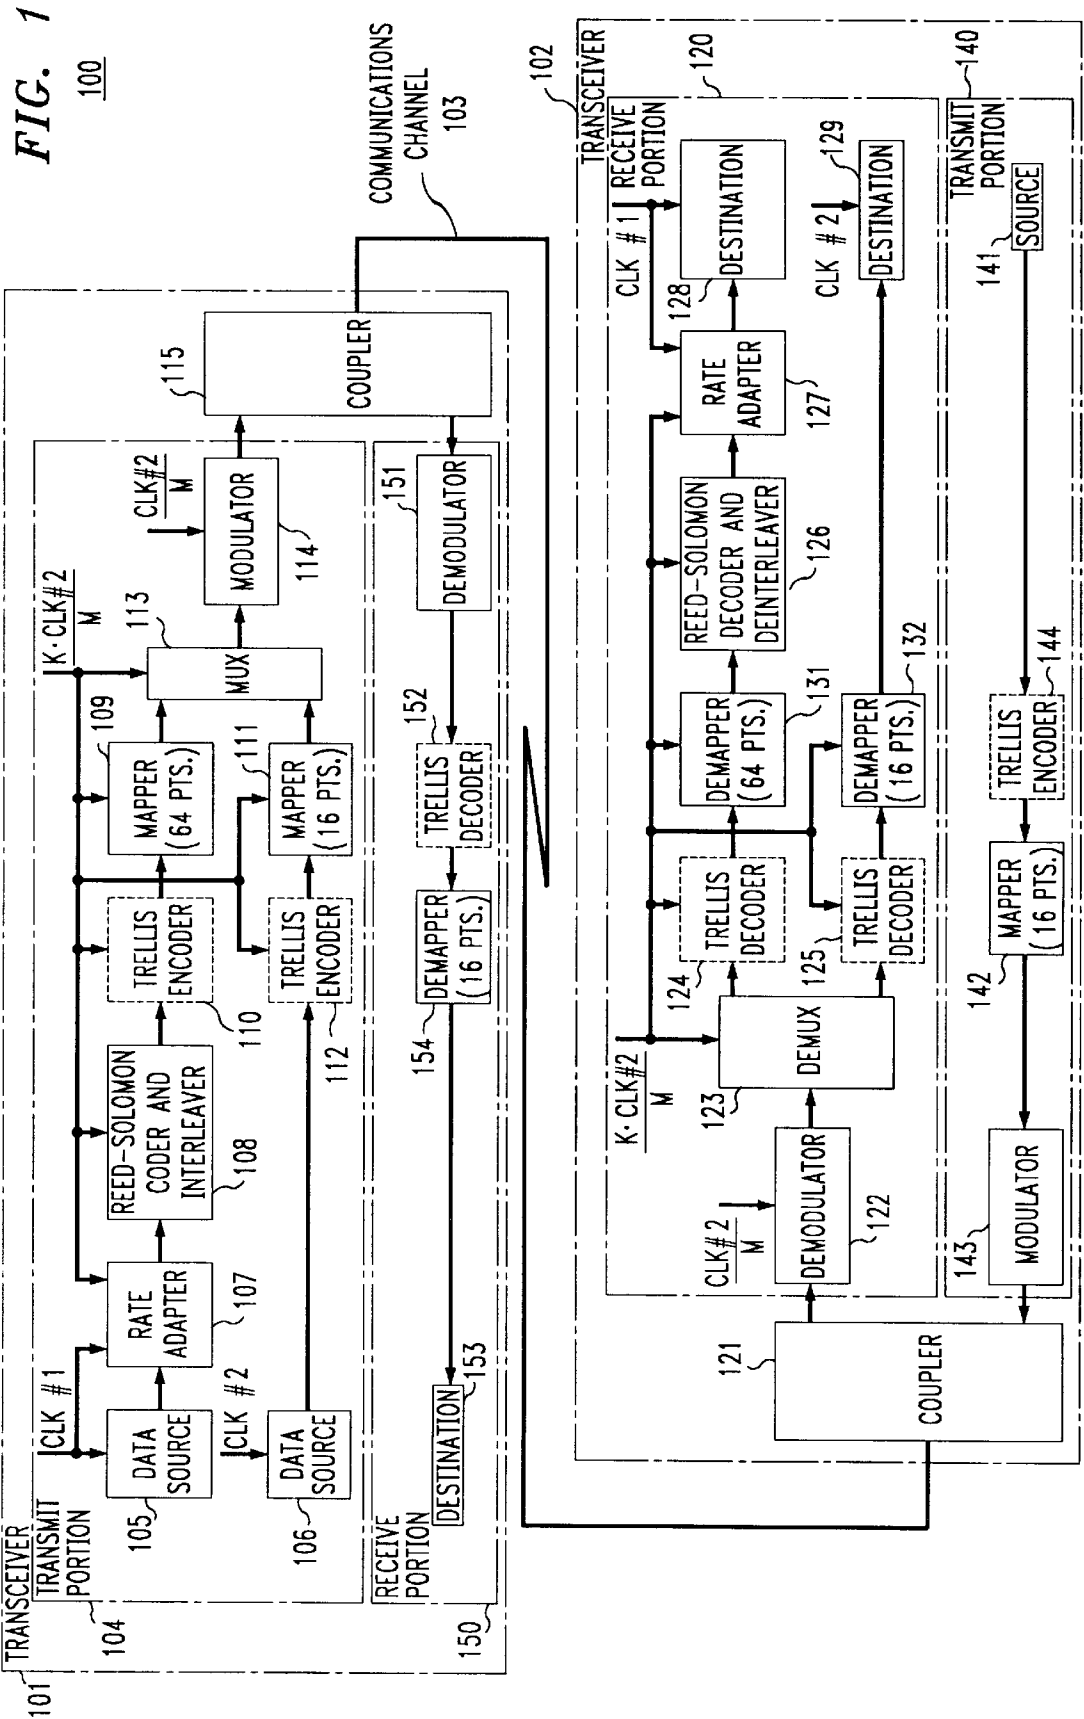 FIG. 1
100
101
TRANSCEIVER
104
TRANSMIT
PORTION
CLK #1
105
DATA
SOURCE
RATE
ADAPTER
107
REED-SOLOMON
CODER AND
INTERLEAVER
108
TRELLIS
ENCODER
110
MAPPER
(64 PTS.)
109
K·CLK#2
M
113
MUX
CLK#2
M
MODULATOR
114
115
COUPLER
CLK #2
106
DATA
SOURCE
TRELLIS
ENCODER
112
MAPPER
(16 PTS.)
111
150
RECEIVE
PORTION
DESTINATION
153
DEMAPPER
(16 PTS.)
154
TRELLIS
DECODER
152
DEMODULATOR
151
COMMUNICATIONS
CHANNEL
103
102
TRANSCEIVER
RECEIVE
PORTION
120
121
COUPLER
CLK#2
M
DEMODULATOR
122
K·CLK#2
M
123
DEMUX
124
TRELLIS
DECODER
DEMAPPER
(64 PTS.)
131
REED-SOLOMON
DECODER AND
DEINTERLEAVER
126
RATE
ADAPTER
127
CLK #1
128
DESTINATION
125
TRELLIS
DECODER
DEMAPPER
(16 PTS.)
132
CLK #2
DESTINATION
129
TRANSMIT
PORTION
140
143
MODULATOR
142
MAPPER
(16 PTS.)
TRELLIS
ENCODER
144
141
SOURCE